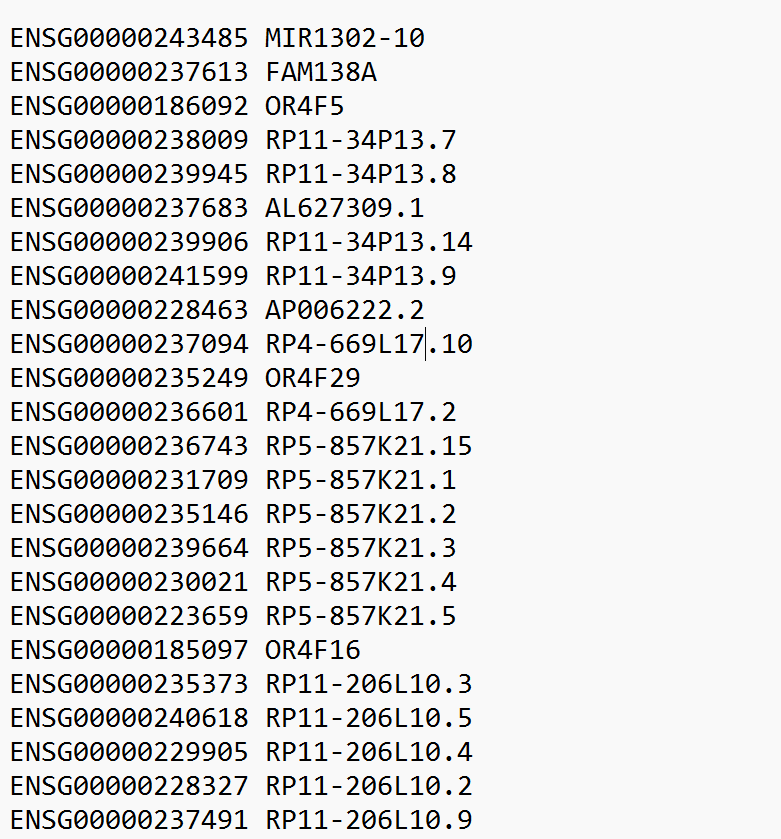 ENSG00000243485 MIR1302-10
ENSG00000237613 FAM138A
ENSG00000186092 OR4F5
ENSG00000238009 RP11-34P13.7
ENSG00000239945 RP11-34P13.8
ENSG00000237683 AL627309.1
ENSG00000239906 RP11-34P13.14
ENSG00000241599 RP11-34P13.9
ENSG00000228463 AP006222.2
ENSG00000237094 RP4-669L17.10
ENSG00000235249 OR4F29
ENSG00000236601 RP4-669L17.2
ENSG00000236743 RP5-857K21.15
ENSG00000231709 RP5-857K21.1
ENSG00000235146 RP5-857K21.2
ENSG00000239664 RP5-857K21.3
ENSG00000230021 RP5-857K21.4
ENSG00000223659 RP5-857K21.5
ENSG00000185097 OR4F16
ENSG00000235373 RP11-206L10.3
ENSG00000240618 RP11-206L10.5
ENSG00000229905 RP11-206L10.4
ENSG00000228327 RP11-206L10.2
ENSG00000237491 RP11-206L10.9